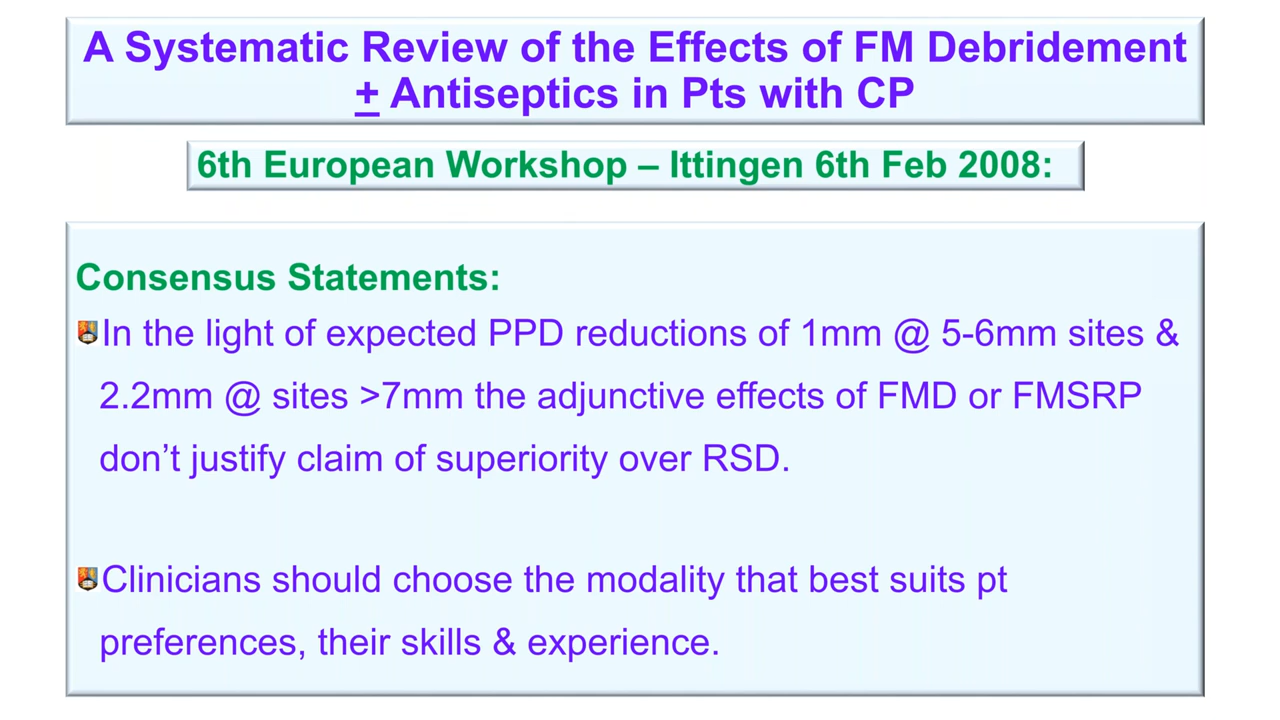 A Systematic Review of the Effects of FM Debridement
± Antiseptics in Pts with CP
6th European Workshop – Ittingen 6th Feb 2008:
Consensus Statements:
In the light of expected PPD reductions of 1mm @ 5-6mm sites &
2.2mm @ sites >7mm the adjunctive effects of FMD or FMSRP
don’t justify claim of superiority over RSD.
Clinicians should choose the modality that best suits pt
preferences, their skills & experience.